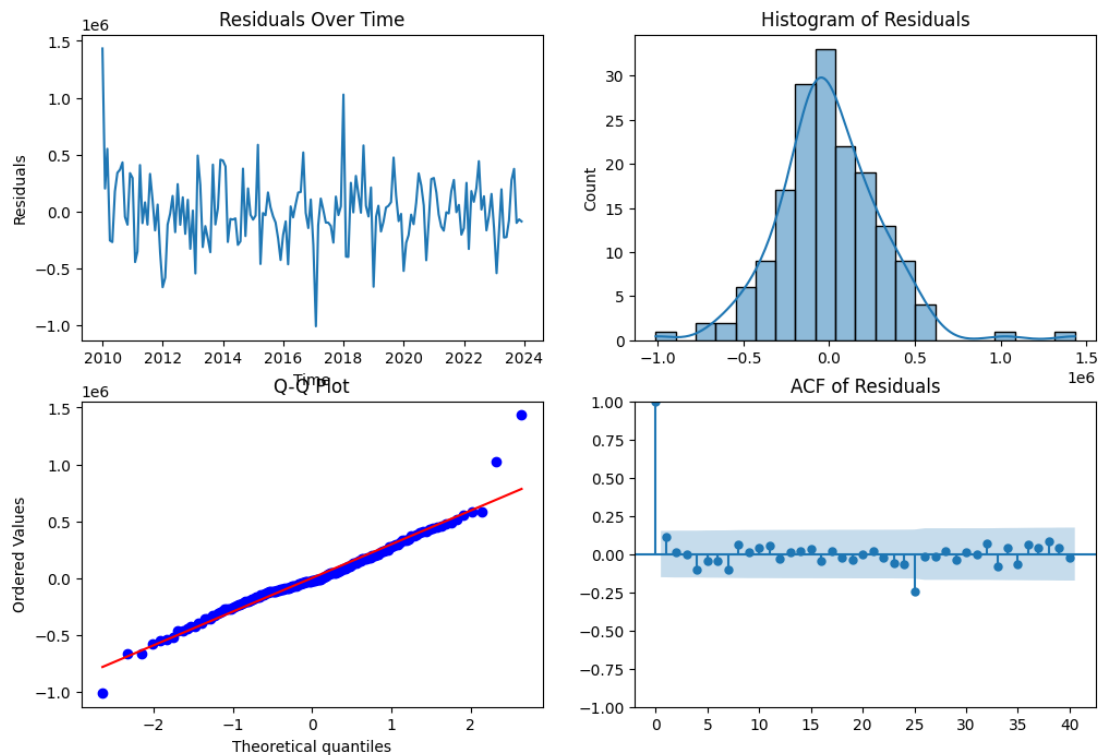 Residuals Over Time
1e6
1.5
1.0
0.5
0.0
−0.5
−1.0
Residuals
2010 2012 2014 2016 2018 2020 2022 2024
Time
Histogram of Residuals
30
25
20
15
10
5
0
Count
−1.0 −0.5 0.0 0.5 1.0 1.5
1e6
Q-Q Plot
1e6
1.5
1.0
0.5
0.0
−0.5
−1.0
Ordered Values
−2 −1 0 1 2
Theoretical quantiles
ACF of Residuals
1.00
0.75
0.50
0.25
0.00
−0.25
−0.50
−0.75
−1.00
0 5 10 15 20 25 30 35 40